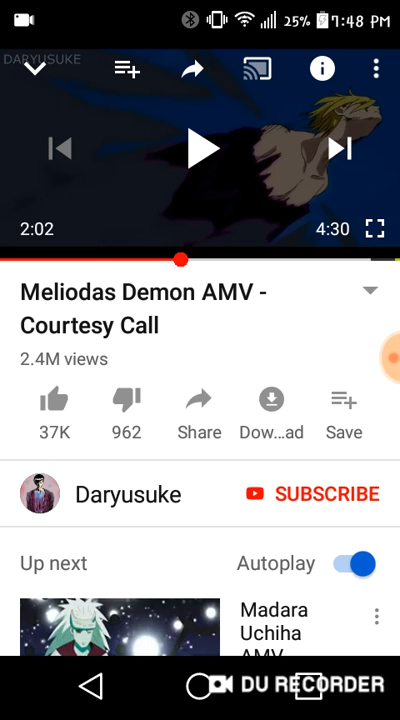 25% 7:48 PM
DARYUSUKE
2:02
4:30
Meliodas Demon AMV -
Courtesy Call
2.4M views
37K
962
Share
Dow...ad
Save
Daryusuke
SUBSCRIBE
Up next
Autoplay
Madara
Uchiha
AMV
DU RECORDER